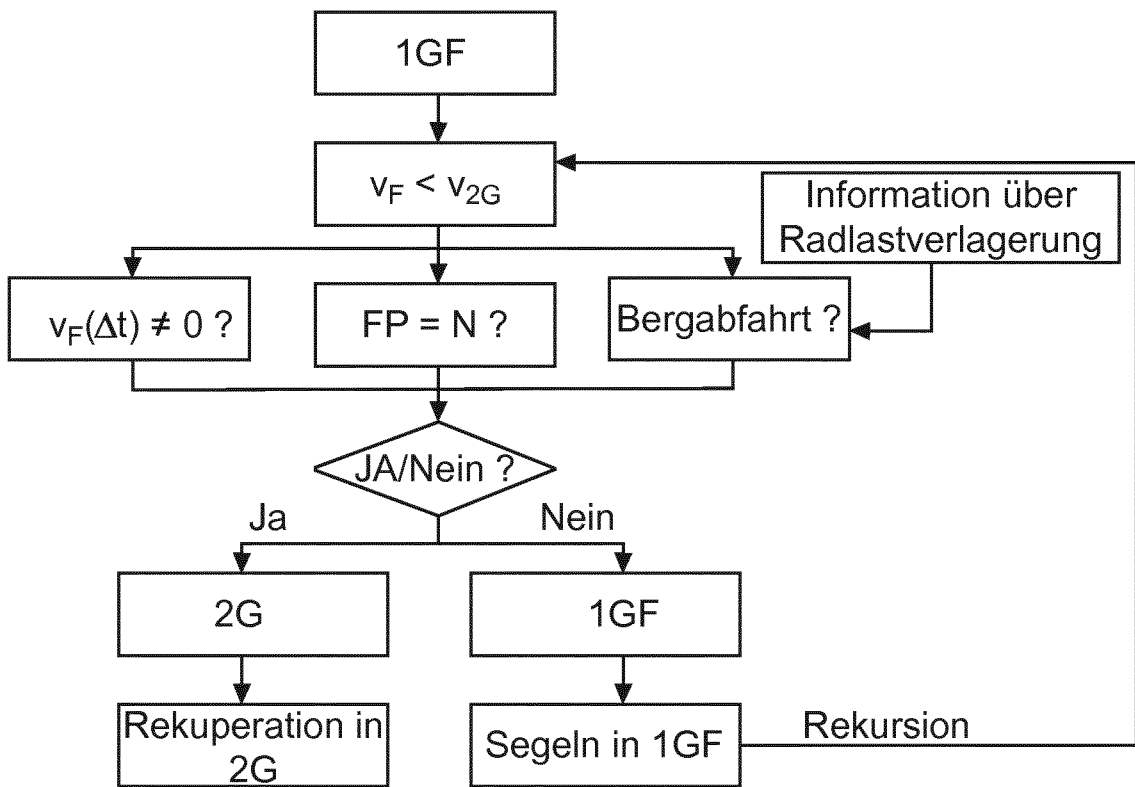 1GF
v_F < v_2G
Information über
Radlastverlagerung
v_F(Δt) ≠ 0 ?
FP = N ?
Bergabfahrt ?
JA/Nein ?
Ja
Nein
2G
1GF
Rekuperation in
2G
Segeln in 1GF
Rekursion